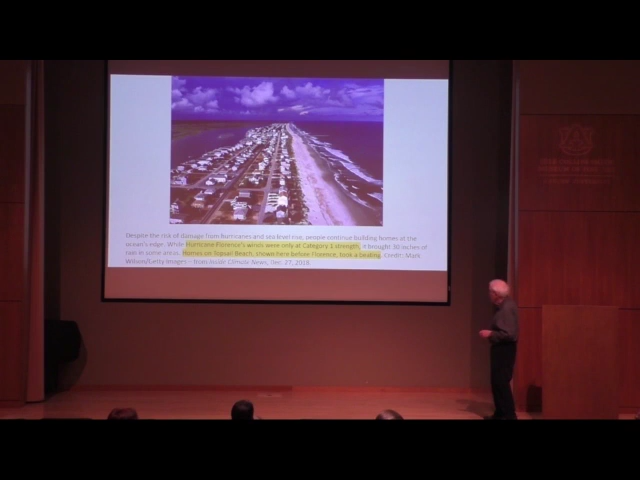 Despite the risk of damage from hurricanes and sea level rise, people continue building homes at the
ocean's edge. While Hurricane Florence's winds were only at Category 1 strength, it brought 30 inches of
rain in some areas. Homes on Topsail Beach, shown here before Florence, took a beating. Credit: Mark
Wilson/Getty Images – from Inside Climate News, Dec. 27, 2018.